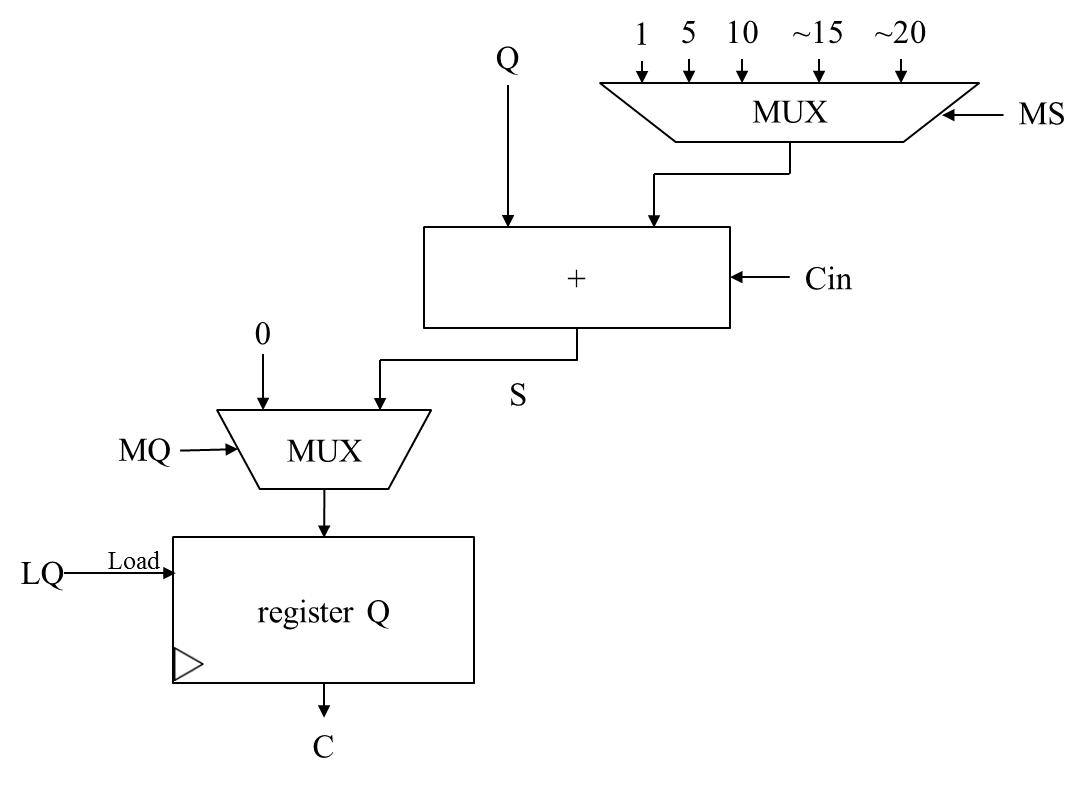 1 5 10 ~15 ~20
Q
MUX
MS
+
Cin
0
S
MQ
MUX
LQ
Load
register Q
C